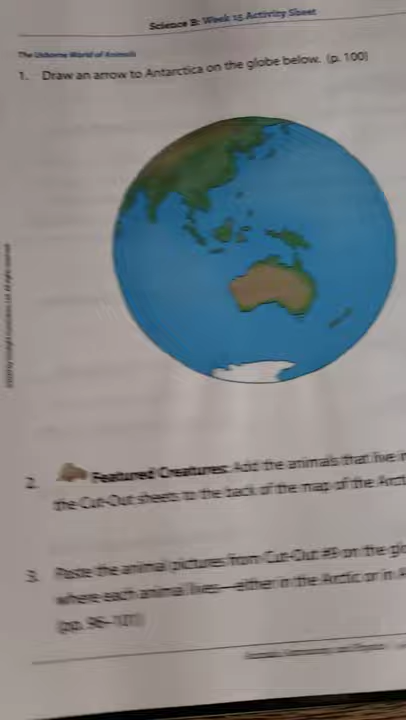 Science B: Week 15 Activity Sheet
The Usborne World of Animals
1. Draw an arrow to Antarctica on the globe below. (p. 100)
2. Featured Creatures: Add the animals that live in
the Cut-Out sheets to the back of the map of the Arct
3. Paste the animal pictures from Cut-Out #9 on the glo
where each animal lives—either in the Arctic or in A
(pp. 96–101)